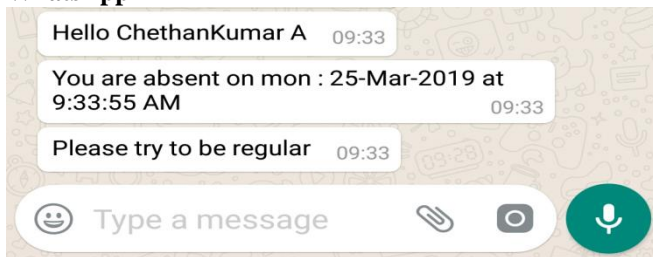 Hello ChethanKumar A 09:33
You are absent on mon : 25-Mar-2019 at
9:33:55 AM 09:33
Please try to be regular 09:33
Type a message